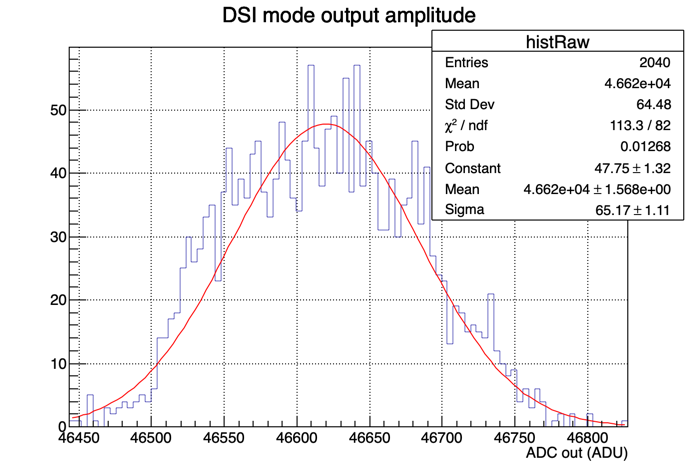 DSI mode output amplitude
histRaw
Entries 2040
Mean 4.662e+04
Std Dev 64.48
χ² / ndf 113.3 / 82
Prob 0.01268
Constant 47.75 ± 1.32
Mean 4.662e+04 ± 1.568e+00
Sigma 65.17 ± 1.11
50
40
30
20
10
0
46450 46500 46550 46600 46650 46700 46750 46800
ADC out (ADU)